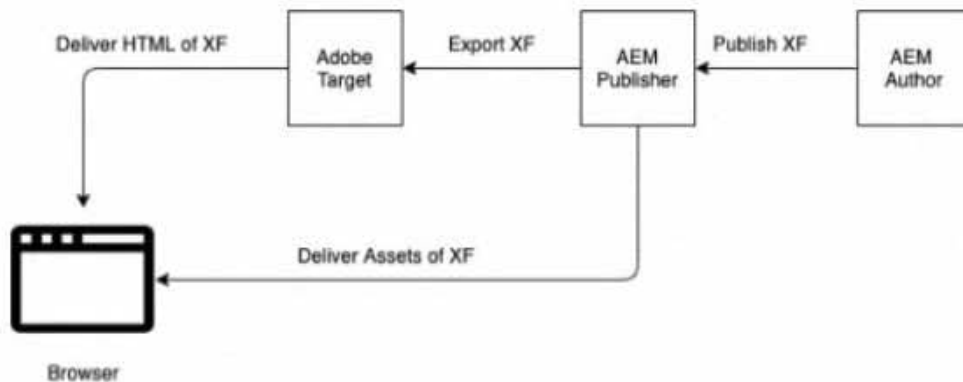 Deliver HTML of XF
Adobe
Target
Export XF
AEM
Publisher
Publish XF
AEM
Author
Deliver Assets of XF
Browser